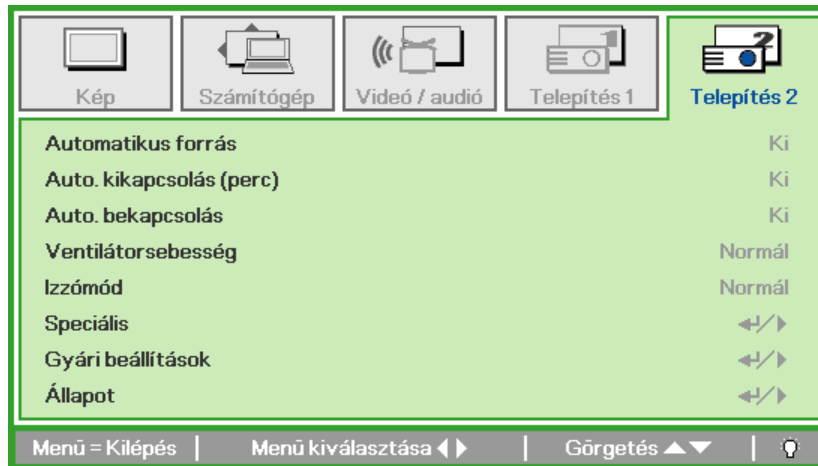 Kép Számítógép Videó / audió Telepítés 1 Telepítés 2
Automatikus forrás Ki
Auto. kikapcsolás (perc) Ki
Auto. bekapcsolás Ki
Ventilátorsebesség Normál
Izzómód Normál
Speciális
Gyári beállítások
Állapot
Menü = Kilépés | Menü kiválasztása | Görgetés |